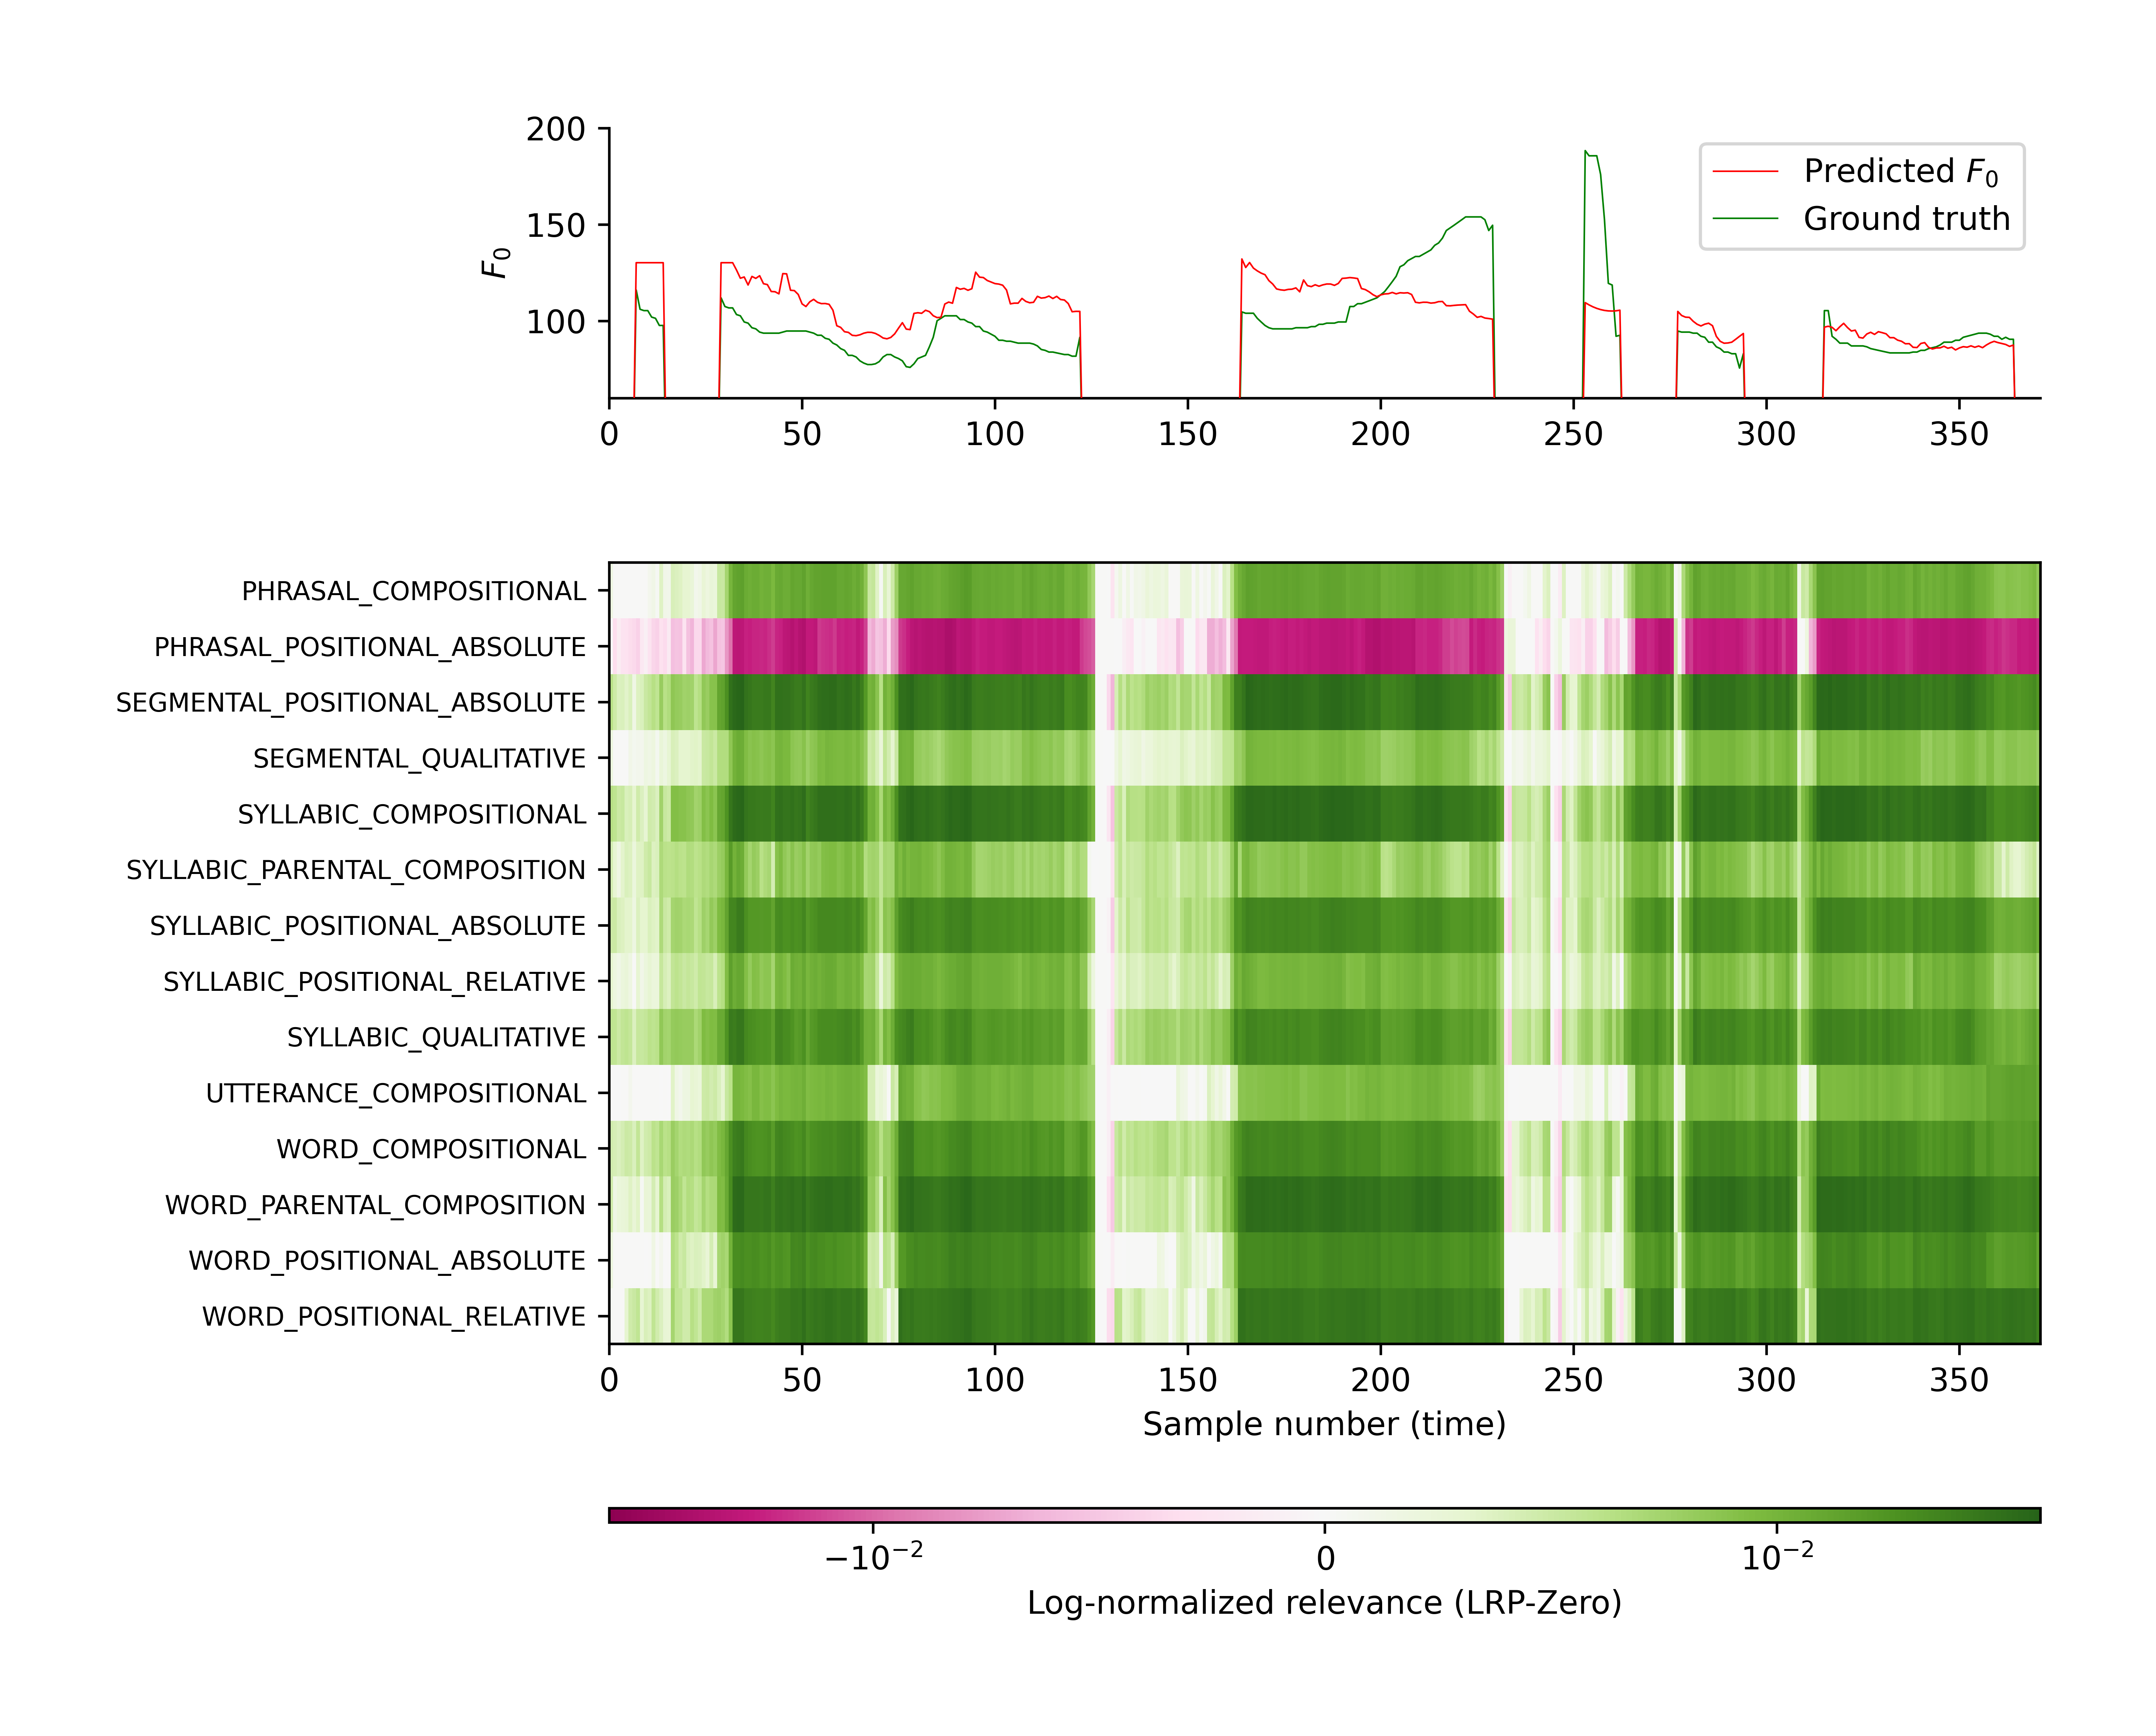 200
150
100
F0
Predicted F0
Ground truth
0 50 100 150 200 250 300 350
PHRASAL_COMPOSITIONAL
PHRASAL_POSITIONAL_ABSOLUTE
SEGMENTAL_POSITIONAL_ABSOLUTE
SEGMENTAL_QUALITATIVE
SYLLABIC_COMPOSITIONAL
SYLLABIC_PARENTAL_COMPOSITION
SYLLABIC_POSITIONAL_ABSOLUTE
SYLLABIC_POSITIONAL_RELATIVE
SYLLABIC_QUALITATIVE
UTTERANCE_COMPOSITIONAL
WORD_COMPOSITIONAL
WORD_PARENTAL_COMPOSITION
WORD_POSITIONAL_ABSOLUTE
WORD_POSITIONAL_RELATIVE
0 50 100 150 200 250 300 350
Sample number (time)
−10⁻² 0 10⁻²
Log-normalized relevance (LRP-Zero)